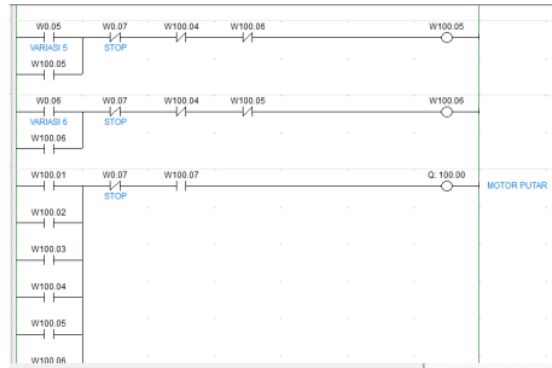 W0.05 W0.07 W100.04 W100.06 W100.05
VARIASI 5 STOP
W100.05
W0.06 W0.07 W100.04 W100.05 W100.06
VARIASI 6 STOP
W100.06
W100.01 W0.07 W100.07 Q: 100.00 MOTOR PUTAR
STOP
W100.02
W100.03
W100.04
W100.05
W100.06